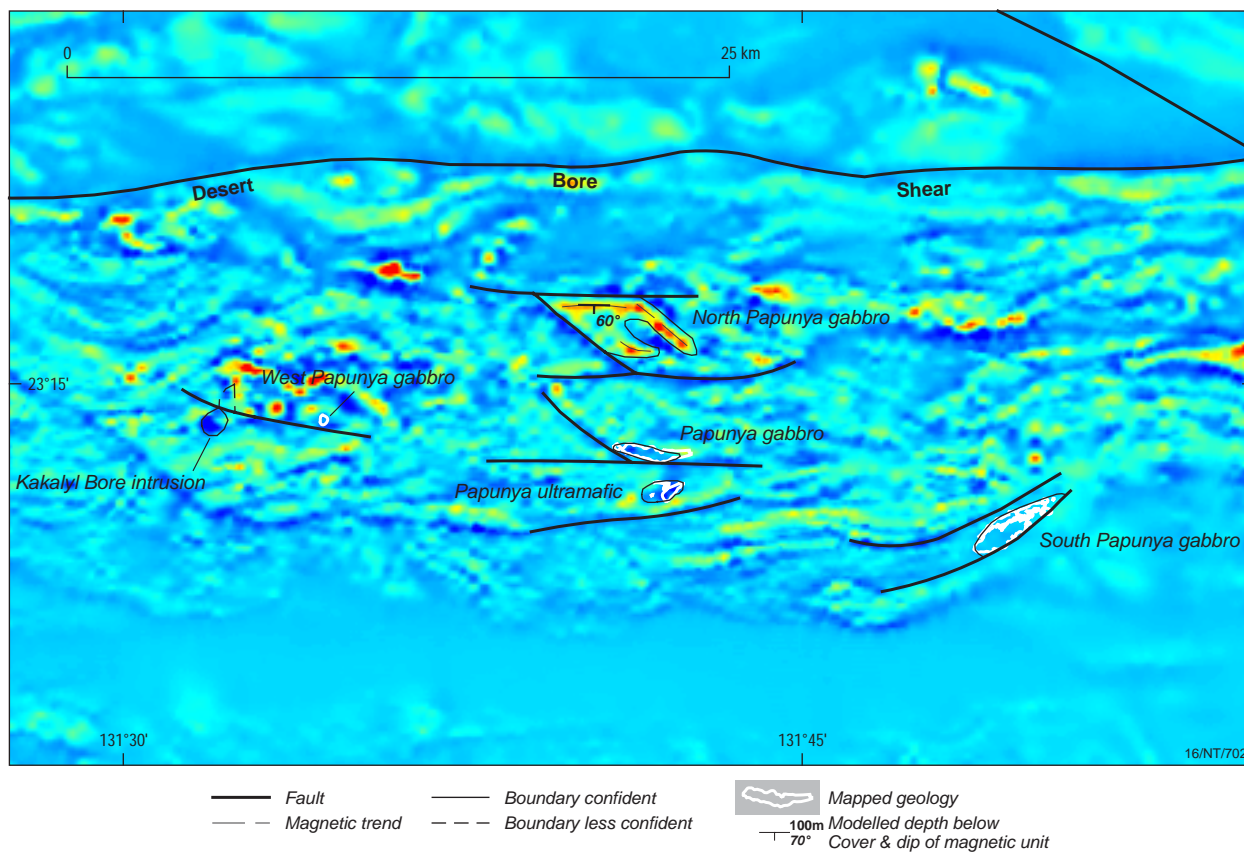 0
25 km
Desert
Bore
Shear
60°
North Papunya gabbro
23°15'
West Papunya gabbro
Papunya gabbro
Kakalyl Bore intrusion
Papunya ultramafic
South Papunya gabbro
131°30'
131°45'
16/NT/702
Fault
Boundary confident
Mapped geology
Magnetic trend
Boundary less confident
100m
70°
Modelled depth below
Cover & dip of magnetic unit